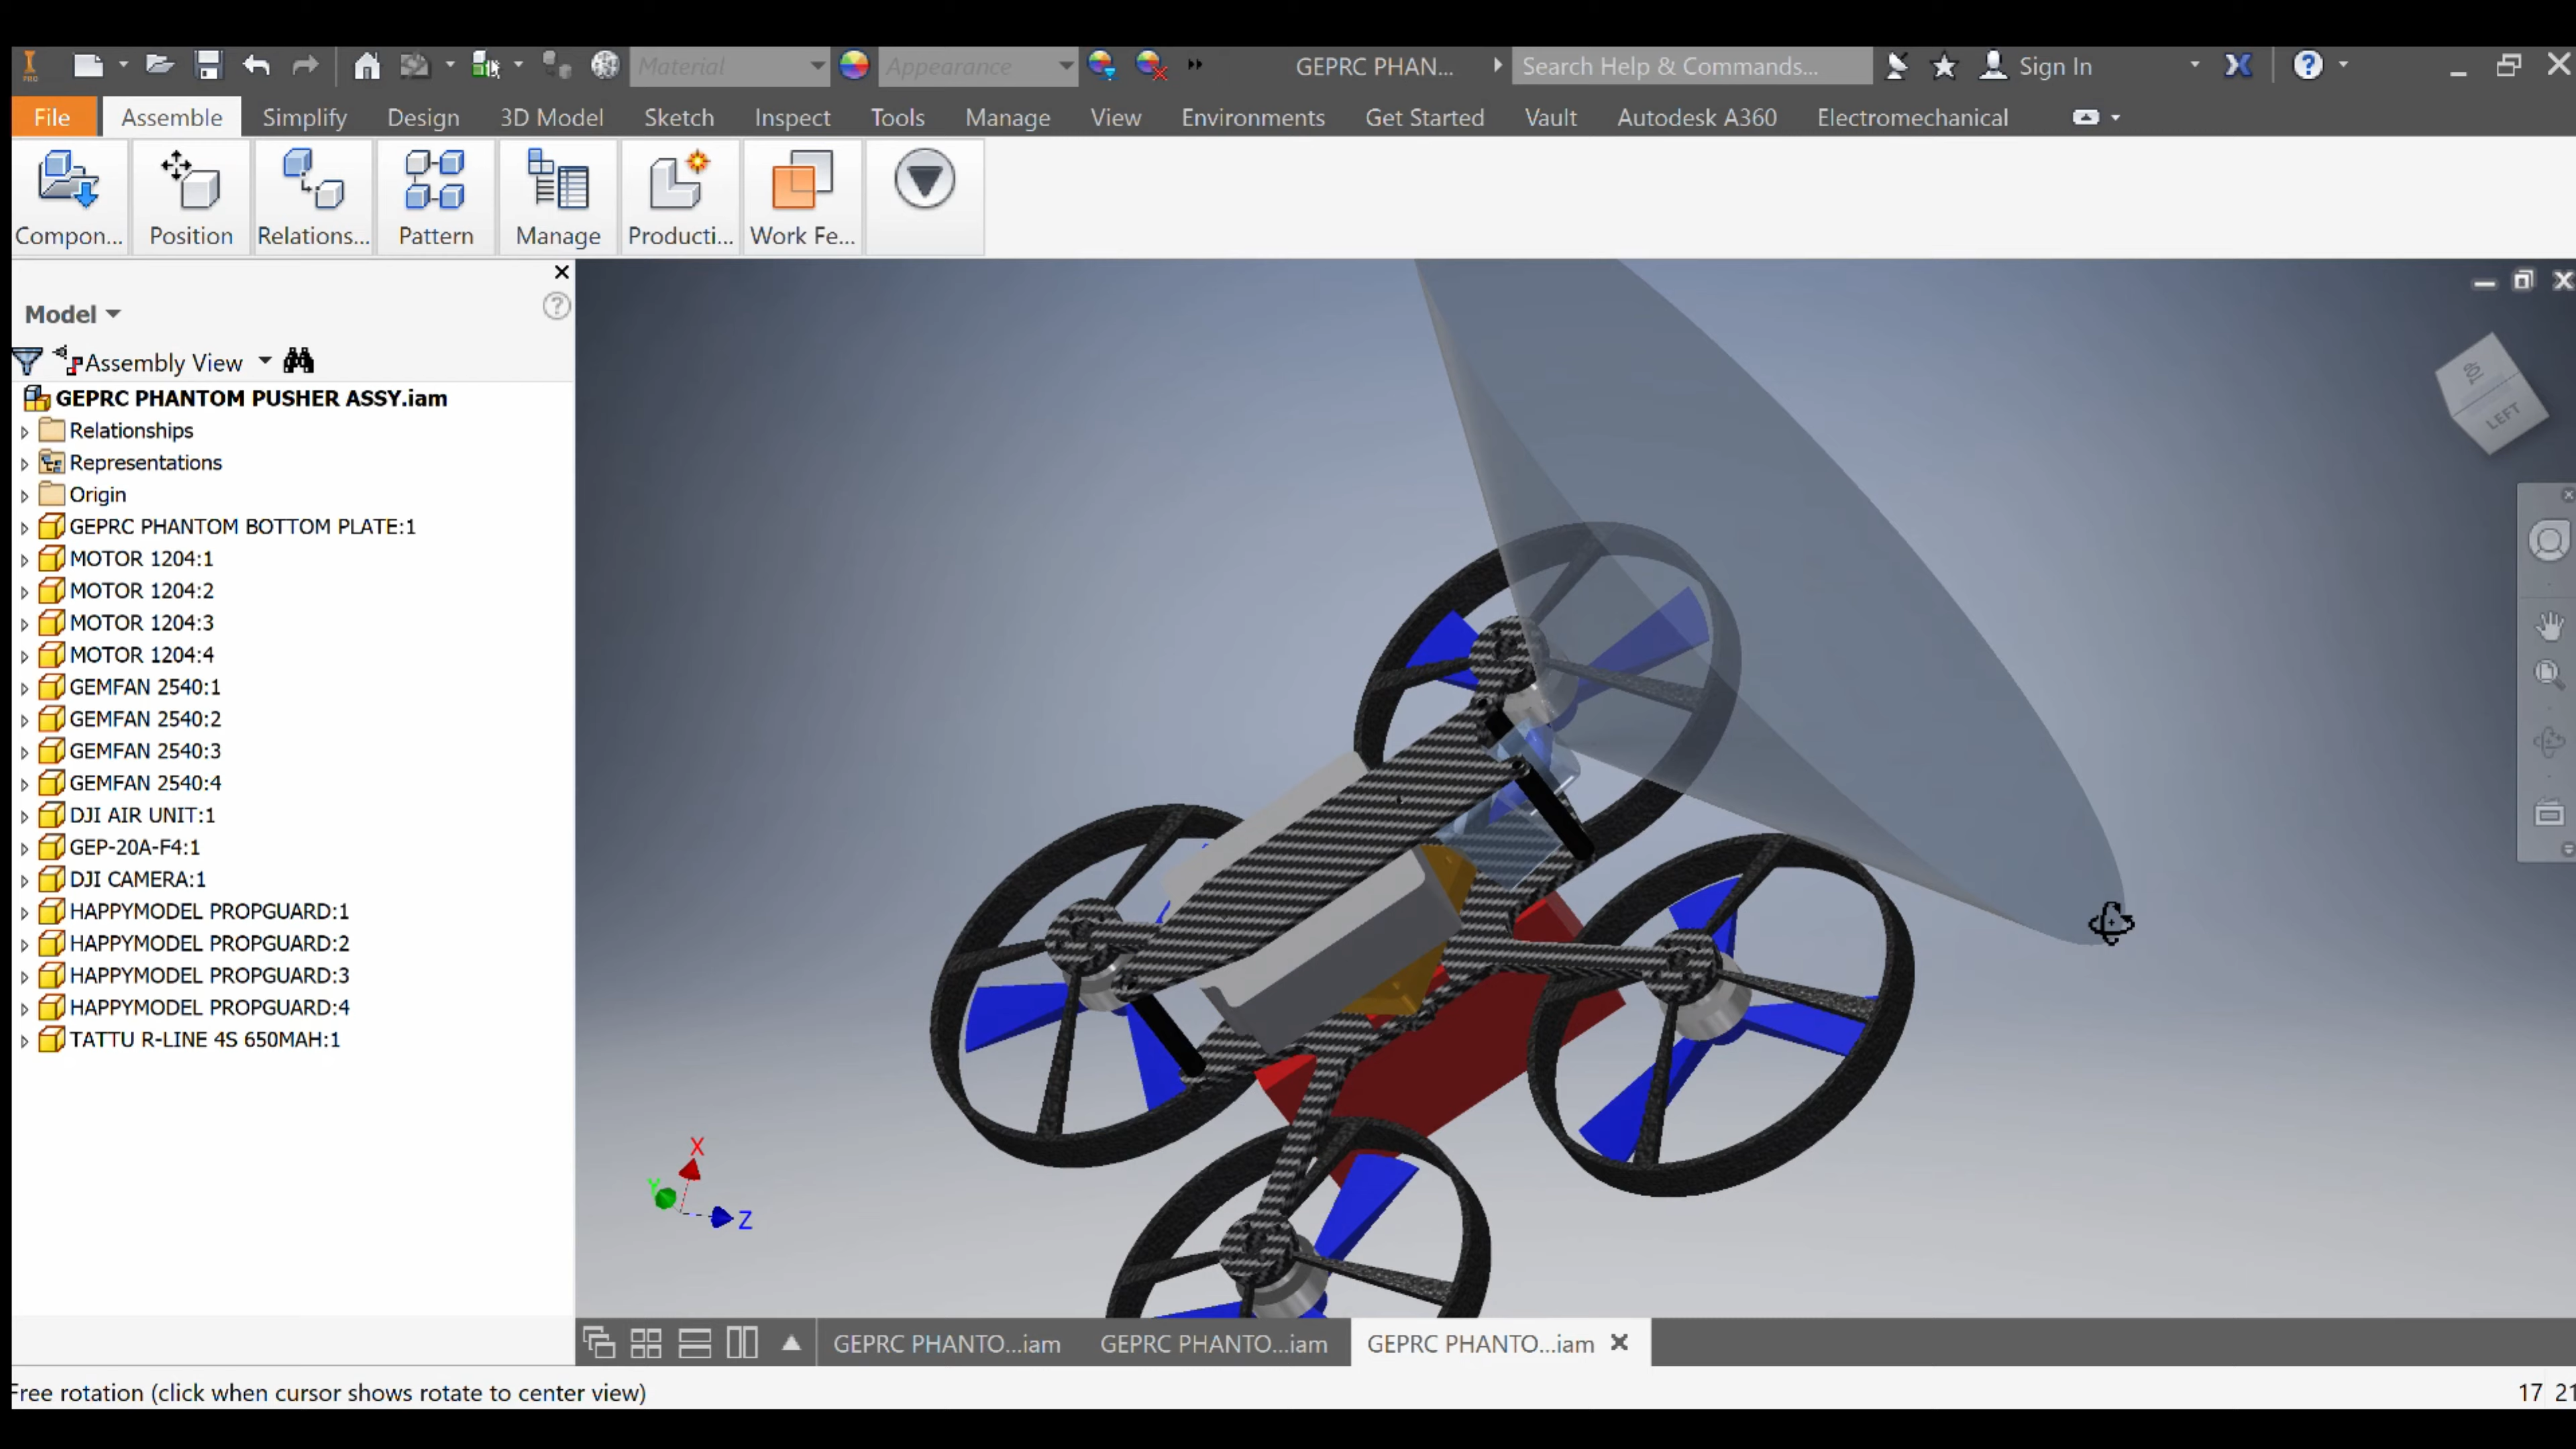 PRO
Material
Appearance
GEPRC PHAN...
Search Help & Commands...
Sign In
File
Assemble
Simplify
Design
3D Model
Sketch
Inspect
Tools
Manage
View
Environments
Get Started
Vault
Autodesk A360
Electromechanical
Compon...
Position
Relations...
Pattern
Manage
Producti...
Work Fe...
Model
Assembly View
GEPRC PHANTOM PUSHER ASSY.iam
Relationships
Representations
Origin
GEPRC PHANTOM BOTTOM PLATE:1
MOTOR 1204:1
MOTOR 1204:2
MOTOR 1204:3
MOTOR 1204:4
GEMFAN 2540:1
GEMFAN 2540:2
GEMFAN 2540:3
GEMFAN 2540:4
DJI AIR UNIT:1
GEP-20A-F4:1
DJI CAMERA:1
HAPPYMODEL PROPGUARD:1
HAPPYMODEL PROPGUARD:2
HAPPYMODEL PROPGUARD:3
HAPPYMODEL PROPGUARD:4
TATTU R-LINE 4S 650MAH:1
TOP
LEFT
X
Y
Z
GEPRC PHANTO...iam
GEPRC PHANTO...iam
GEPRC PHANTO...iam
Free rotation (click when cursor shows rotate to center view)
17 21